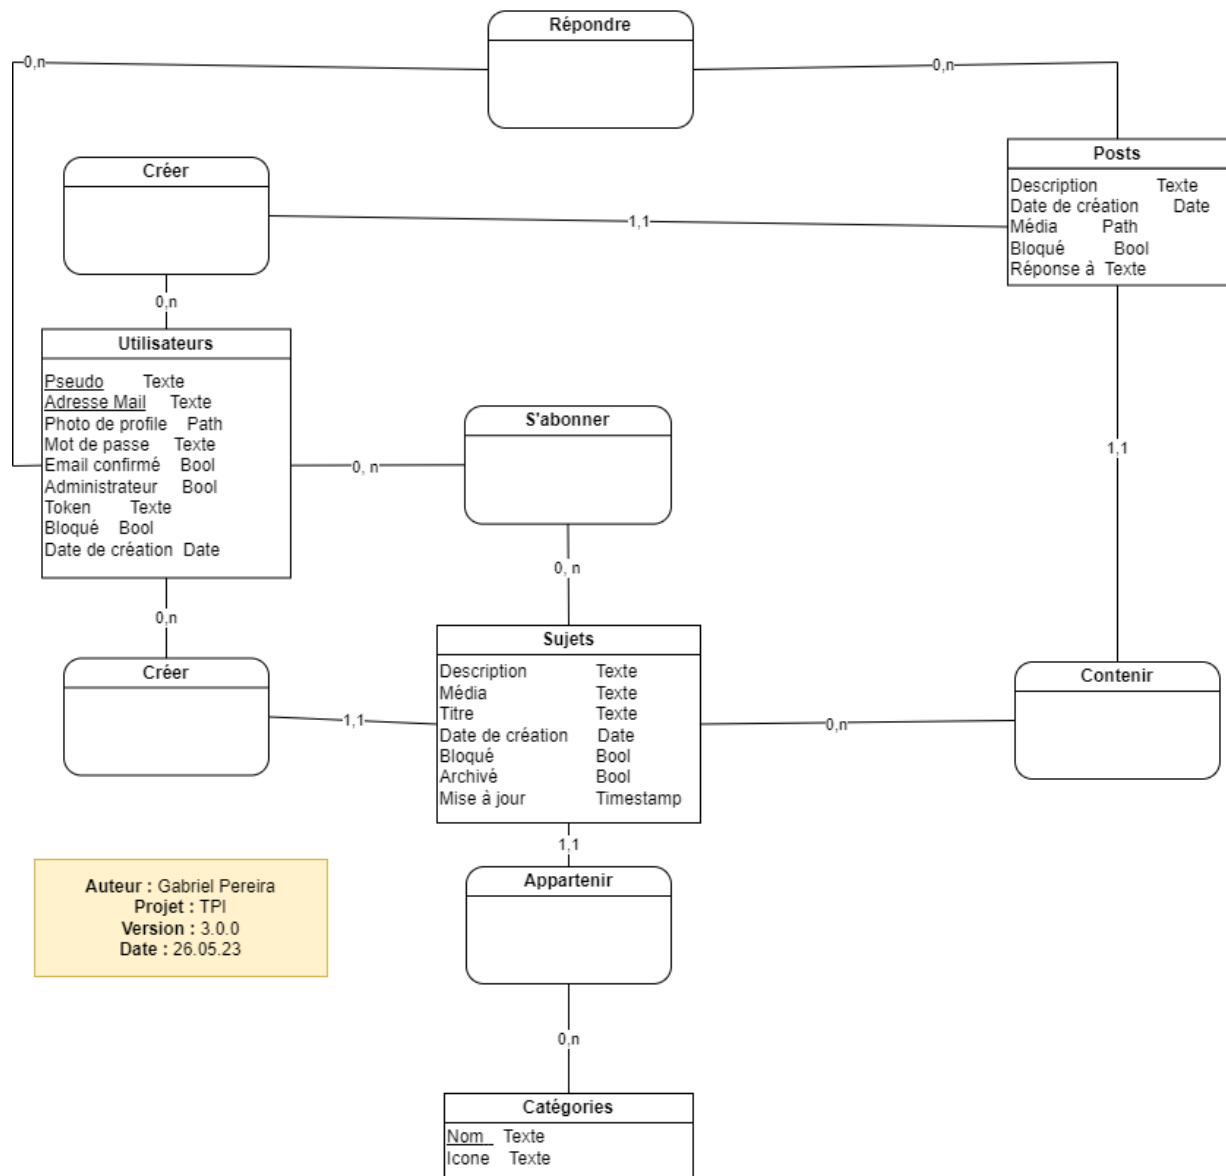 Répondre
0,n
0,n
Créer
1,1
Posts
Description Texte
Date de création Date
Média Path
Bloqué Bool
Réponse à Texte
0,n
Utilisateurs
Pseudo Texte
Adresse Mail Texte
Photo de profile Path
Mot de passe Texte
Email confirmé Bool
Administrateur Bool
Token Texte
Bloqué Bool
Date de création Date
S'abonner
0, n
1,1
0, n
0,n
Créer
1,1
Sujets
Description Texte
Média Texte
Titre Texte
Date de création Date
Bloqué Bool
Archivé Bool
Mise à jour Timestamp
0,n
Contenir
1,1
Appartenir
Auteur : Gabriel Pereira
Projet : TPI
Version : 3.0.0
Date : 26.05.23
0,n
Catégories
Nom Texte
Icone Texte